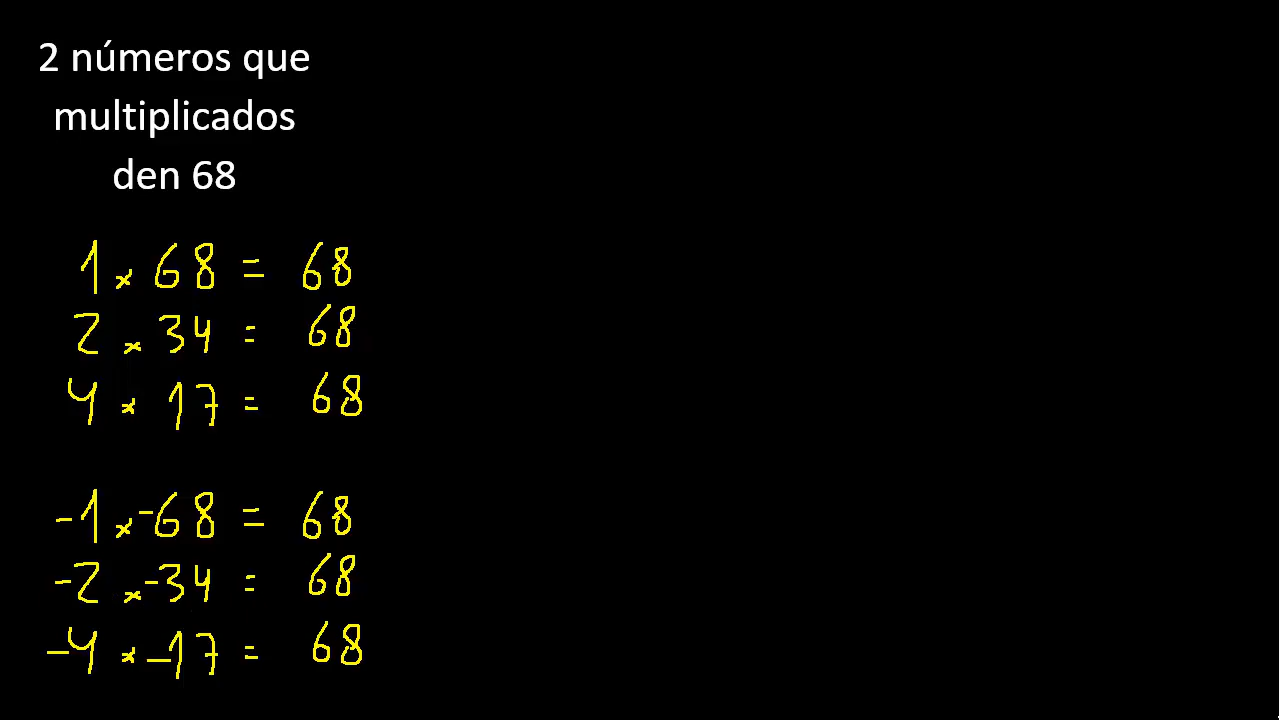 2 números que
multiplicados
den 68
1 × 68 = 68
2 × 34 = 68
4 × 17 = 68
-1 × -68 = 68
-2 × -34 = 68
-4 × -17 = 68